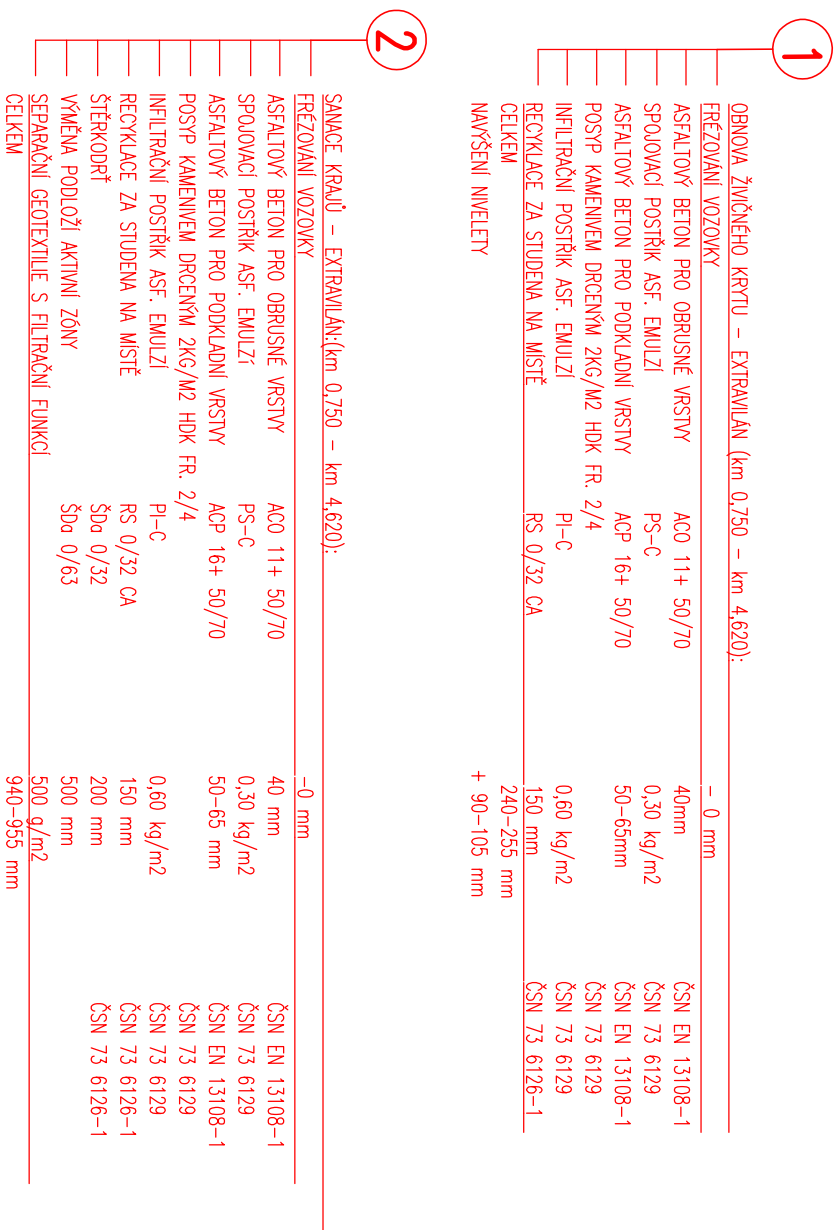 1
OBNOVA ŽIVIČNÉHO KRYTU – EXTRAVILÁN (km 0,750 – km 4,620):
FRÉZOVÁNÍ VOZOVKY – 0 mm
ASFALTOVÝ BETON PRO OBRUSNÉ VRSTVY ACO 11+ 50/70 40mm ČSN EN 13108–1
SPOJOVACÍ POSTŘIK ASF. EMULZÍ PS–C 0,30 kg/m2 ČSN 73 6129
ASFALTOVÝ BETON PRO PODKLADNÍ VRSTVY ACP 16+ 50/70 50–65mm ČSN EN 13108–1
POSYP KAMENIVEM DRCENÝM 2KG/M2 HDK FR. 2/4 ČSN 73 6129
INFILTRAČNÍ POSTŘIK ASF. EMULZÍ PI–C 0,60 kg/m2 ČSN 73 6129
RECYKLACE ZA STUDENA NA MÍSTĚ RS 0/32 CA 150 mm ČSN 73 6126–1
CELKEM 240–255 mm
NAVÝŠENÍ NIVELETY + 90–105 mm
2
SANACE KRAJŮ – EXTRAVILÁN:(km 0,750 – km 4,620):
FRÉZOVÁNÍ VOZOVKY –0 mm
ASFALTOVÝ BETON PRO OBRUSNÉ VRSTVY ACO 11+ 50/70 40 mm ČSN EN 13108–1
SPOJOVACÍ POSTŘIK ASF. EMULZÍ PS–C 0,30 kg/m2 ČSN 73 6129
ASFALTOVÝ BETON PRO PODKLADNÍ VRSTVY ACP 16+ 50/70 50–65 mm ČSN EN 13108–1
POSYP KAMENIVEM DRCENÝM 2KG/M2 HDK FR. 2/4 ČSN 73 6129
INFILTRAČNÍ POSTŘIK ASF. EMULZÍ PI–C 0,60 kg/m2 ČSN 73 6129
RECYKLACE ZA STUDENA NA MÍSTĚ RS 0/32 CA 150 mm ČSN 73 6126–1
ŠTĚRKODRŤ ŠDa 0/32 200 mm ČSN 73 6126–1
VÝMĚNA PODLOŽÍ AKTIVNÍ ZÓNY ŠDa 0/63 500 mm
SEPARAČNÍ GEOTEXTILIE S FILTRAČNÍ FUNKCÍ 500 g/m2
CELKEM 940–955 mm